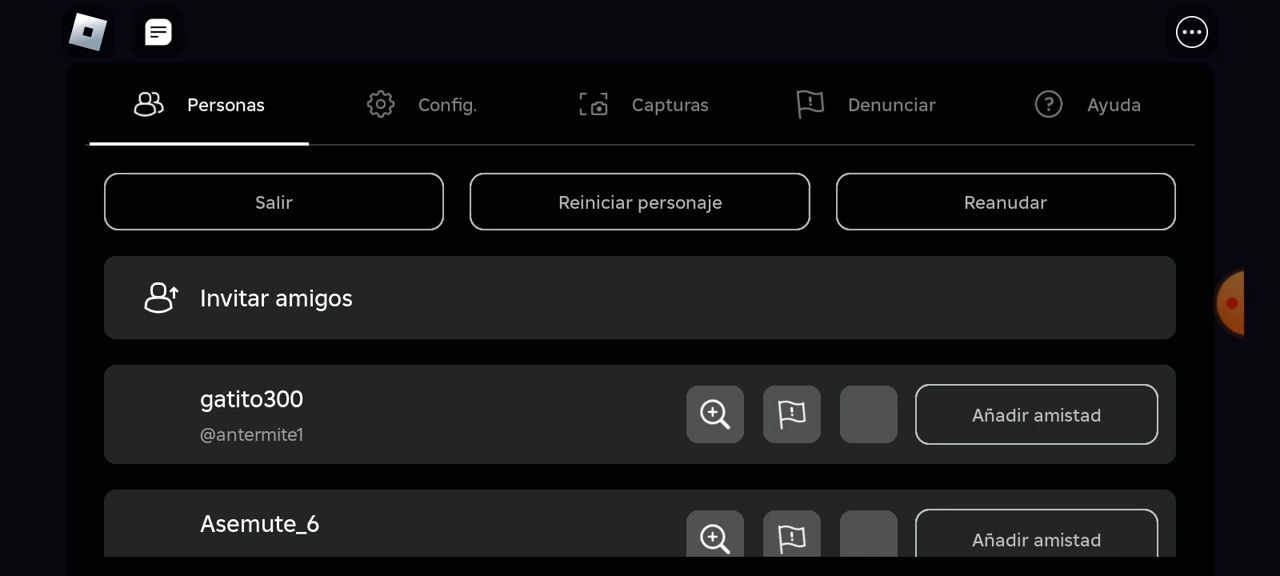 Personas
Config.
Capturas
Denunciar
Ayuda
Salir
Reiniciar personaje
Reanudar
Invitar amigos
gatito300
@antermite1
Añadir amistad
Asemute_6
Añadir amistad